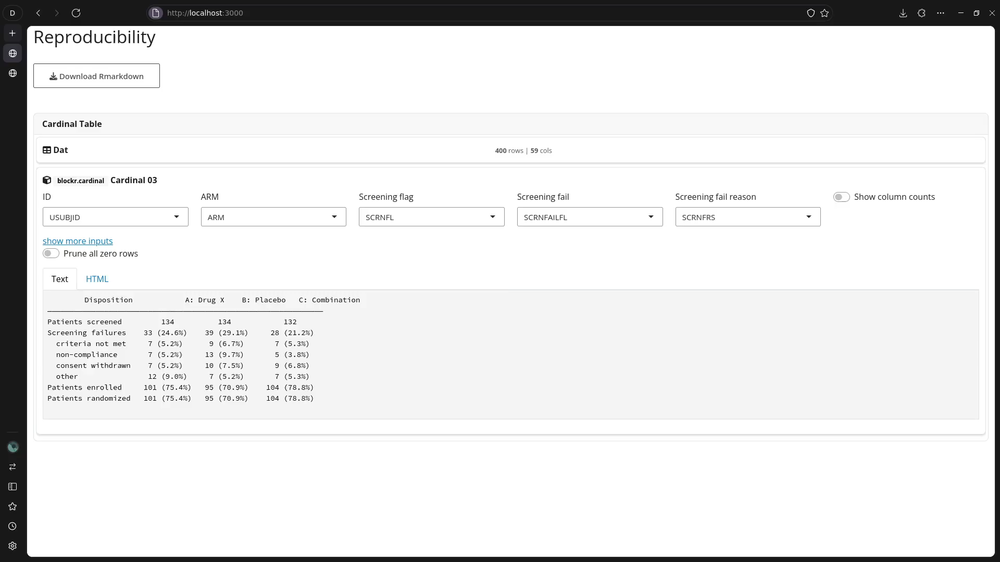 D
http://localhost:3000
Reproducibility
Download Rmarkdown
Cardinal Table
Dat 400 rows | 59 cols
blockr.cardinal Cardinal 03
ID ARM Screening flag Screening fail Screening fail reason Show column counts
USUBJID ARM SCRNFL SCRNFAILFL SCRNFRS
show more inputs
Prune all zero rows
Text HTML
Disposition A: Drug X B: Placebo C: Combination
Patients screened 134 134 132
Screening failures 33 (24.6%) 39 (29.1%) 28 (21.2%)
criteria not met 7 (5.2%) 9 (6.7%) 7 (5.3%)
non-compliance 7 (5.2%) 13 (9.7%) 5 (3.8%)
consent withdrawn 7 (5.2%) 10 (7.5%) 9 (6.8%)
other 12 (9.0%) 7 (5.2%) 7 (5.3%)
Patients enrolled 101 (75.4%) 95 (70.9%) 104 (78.8%)
Patients randomized 101 (75.4%) 95 (70.9%) 104 (78.8%)